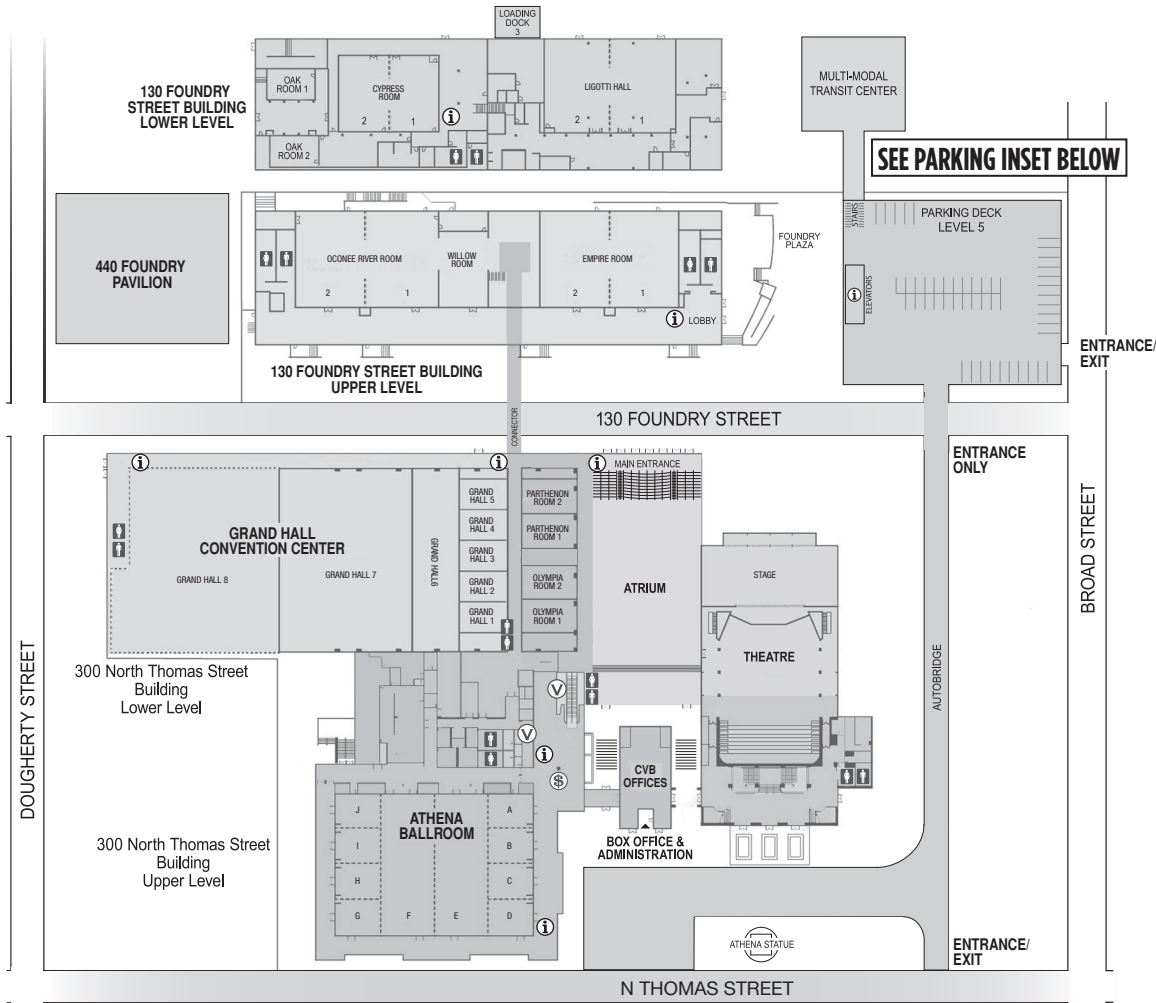 LOADING
DOCK
3
130 FOUNDRY
STREET BUILDING
LOWER LEVEL
OAK
ROOM 1
CYPRESS
ROOM
2 1
OAK
ROOM 2
i
LIGOTTI HALL
2 1
MULTI-MODAL
TRANSIT CENTER
SEE PARKING INSET BELOW
440 FOUNDRY
PAVILION
OCONEE RIVER ROOM
2 1
WILLOW
ROOM
EMPIRE ROOM
2 1
i LOBBY
FOUNDRY
PLAZA
STAIRS
PARKING DECK
LEVEL 5
i
ELEVATORS
ENTRANCE/
EXIT
130 FOUNDRY STREET BUILDING
UPPER LEVEL
CONNECTOR
130 FOUNDRY STREET
ENTRANCE
ONLY
i
i
i
MAIN ENTRANCE
GRAND HALL
CONVENTION CENTER
GRAND HALL 8
GRAND HALL 7
GRAND HALL6
GRAND
HALL 5
GRAND
HALL 4
GRAND
HALL 3
GRAND
HALL 2
GRAND
HALL 1
PARTHENON
ROOM 2
PARTHENON
ROOM 1
OLYMPIA
ROOM 2
OLYMPIA
ROOM 1
ATRIUM
STAGE
THEATRE
AUTOBRIDGE
BROAD STREET
DOUGHERTY STREET
300 North Thomas Street
Building
Lower Level
V
V
i
$
CVB
OFFICES
BOX OFFICE &
ADMINISTRATION
ATHENA
BALLROOM
J
A
I
B
H
C
G
F
E
D
i
300 North Thomas Street
Building
Upper Level
ATHENA STATUE
ENTRANCE/
EXIT
N THOMAS STREET